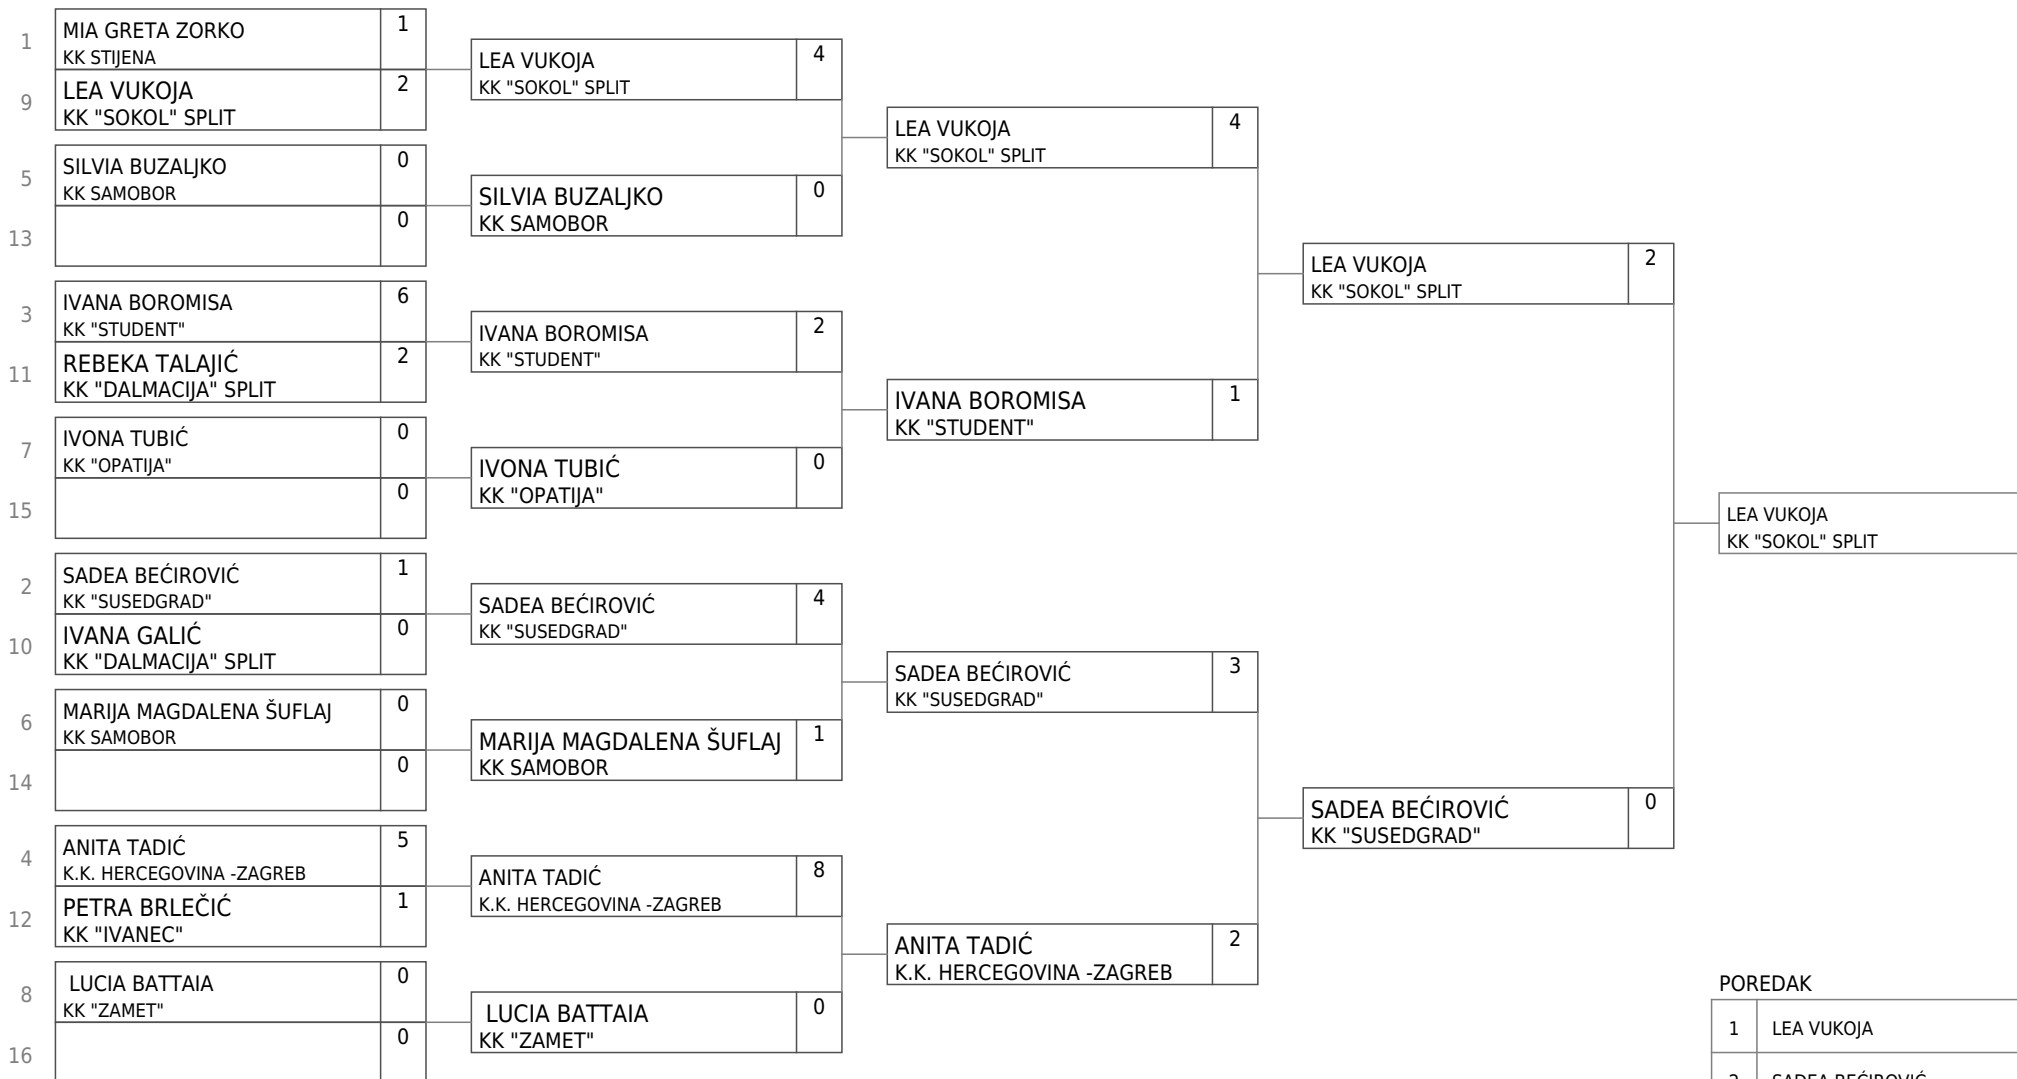 1
MIA GRETA ZORKO
KK STIJENA
1
9
LEA VUKOJA
KK "SOKOL" SPLIT
2
5
SILVIA BUZALJKO
KK SAMOBOR
0
13
0
3
IVANA BOROMISA
KK "STUDENT"
6
11
REBEKA TALAJIĆ
KK "DALMACIJA" SPLIT
2
7
IVONA TUBIĆ
KK "OPATIJA"
0
15
0
2
SADEA BEĆIROVIĆ
KK "SUSEDGRAD"
1
10
IVANA GALIĆ
KK "DALMACIJA" SPLIT
0
6
MARIJA MAGDALENA ŠUFLAJ
KK SAMOBOR
0
14
0
4
ANITA TADIĆ
K.K. HERCEGOVINA -ZAGREB
5
12
PETRA BRLEČIĆ
KK "IVANEC"
1
8
LUCIA BATTAIA
KK "ZAMET"
0
16
0
LEA VUKOJA
KK "SOKOL" SPLIT
4
SILVIA BUZALJKO
KK SAMOBOR
0
IVANA BOROMISA
KK "STUDENT"
2
IVONA TUBIĆ
KK "OPATIJA"
0
SADEA BEĆIROVIĆ
KK "SUSEDGRAD"
4
MARIJA MAGDALENA ŠUFLAJ
KK SAMOBOR
1
ANITA TADIĆ
K.K. HERCEGOVINA -ZAGREB
8
LUCIA BATTAIA
KK "ZAMET"
0
LEA VUKOJA
KK "SOKOL" SPLIT
4
IVANA BOROMISA
KK "STUDENT"
1
SADEA BEĆIROVIĆ
KK "SUSEDGRAD"
3
ANITA TADIĆ
K.K. HERCEGOVINA -ZAGREB
2
LEA VUKOJA
KK "SOKOL" SPLIT
2
SADEA BEĆIROVIĆ
KK "SUSEDGRAD"
0
LEA VUKOJA
KK "SOKOL" SPLIT
POREDAK
1 LEA VUKOJA
2 SADEA BEĆIROVIĆ